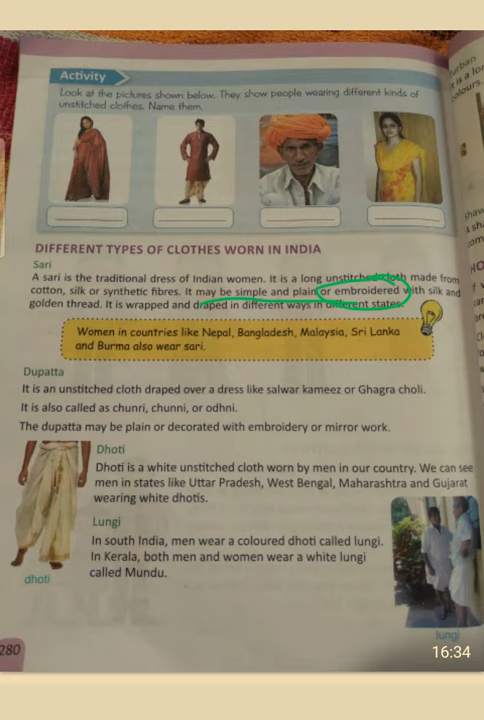 Activity
Look at the pictures shown below. They show people wearing different kinds of
unstitched clothes. Name them.
DIFFERENT TYPES OF CLOTHES WORN IN INDIA
Sari
A sari is the traditional dress of Indian women. It is a long unstitched cloth made from
cotton, silk or synthetic fibres. It may be simple and plain or embroidered with silk and
golden thread. It is wrapped and draped in different ways in different states.
Women in countries like Nepal, Bangladesh, Malaysia, Sri Lanka
and Burma also wear sari.
Dupatta
It is an unstitched cloth draped over a dress like salwar kameez or Ghagra choli.
It is also called as chunri, chunni, or odhni.
The dupatta may be plain or decorated with embroidery or mirror work.
Dhoti
Dhoti is a white unstitched cloth worn by men in our country. We can see
men in states like Uttar Pradesh, West Bengal, Maharashtra and Gujarat
wearing white dhotis.
Lungi
In south India, men wear a coloured dhoti called lungi.
In Kerala, both men and women wear a white lungi
called Mundu.
dhoti
lungi
280
16:34